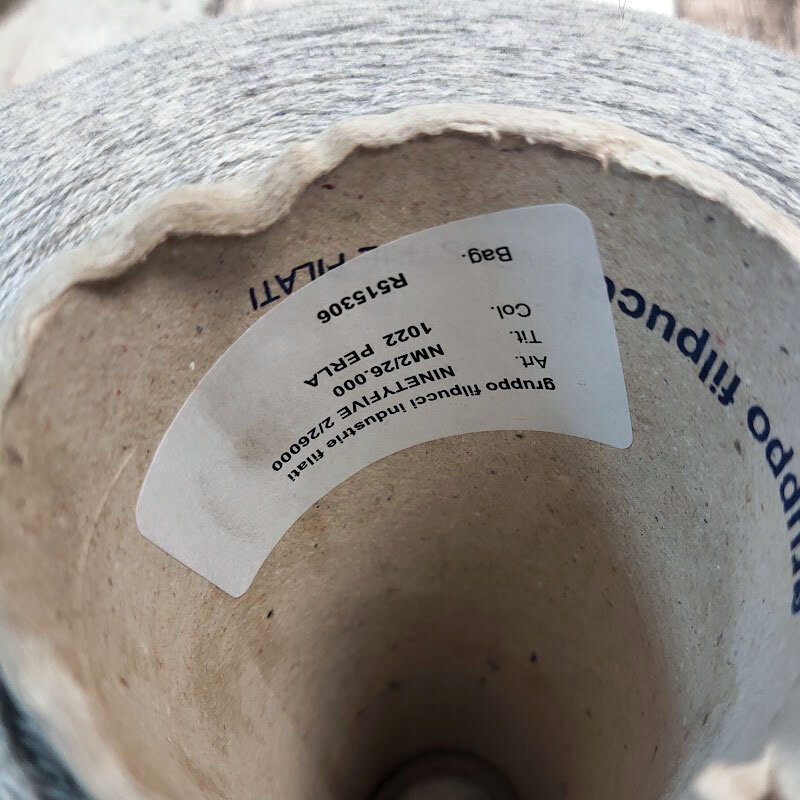 gruppo filpucci industrie filati
Art. NINETYFIVE 2/26000
Tit. NM2/26.000
Col. 1022 PERLA
R515306
Bag.
gruppo filpucci
FILATI